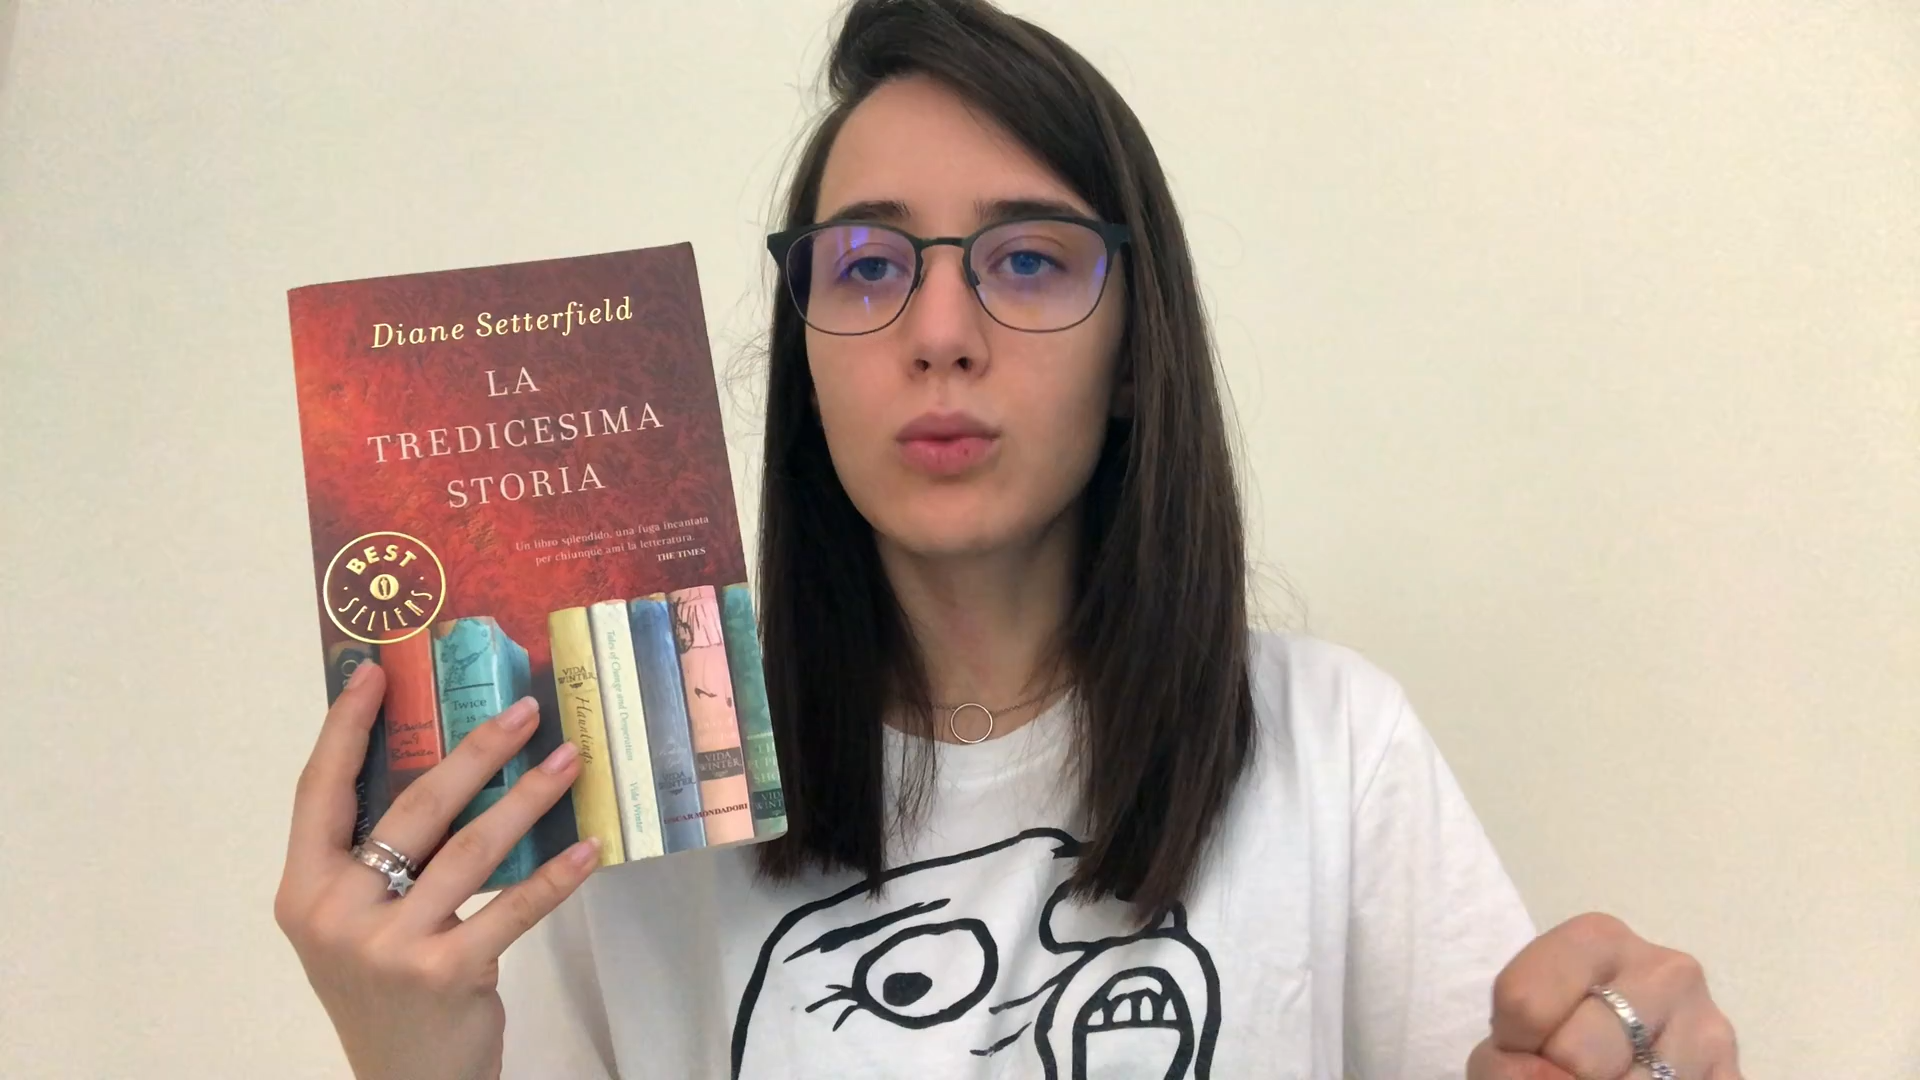 Diane Setterfield
LA
TREDICESIMA
STORIA
Un libro splendido, una fuga incantata
per chiunque ami la letteratura.
THE TIMES
BEST
SELLERS
Twice
is
VIDA
WINTER
Hauntings
Tales of Change and Desperation
Vida Winter
VIDA
WINTER
VIDA
WINTER
OSCAR MONDADORI